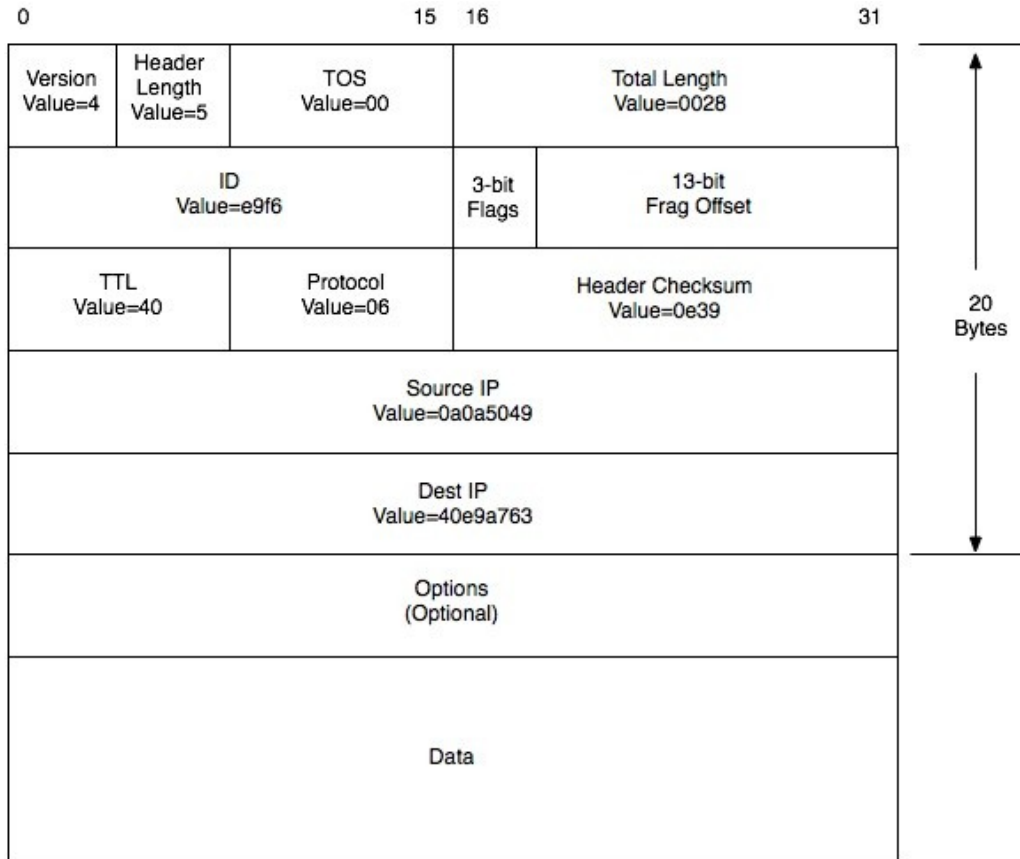 0
15
16
31
Version
Value=4
Header
Length
Value=5
TOS
Value=00
Total Length
Value=0028
ID
Value=e9f6
3-bit
Flags
13-bit
Frag Offset
TTL
Value=40
Protocol
Value=06
Header Checksum
Value=0e39
20
Bytes
Source IP
Value=0a0a5049
Dest IP
Value=40e9a763
Options
(Optional)
Data